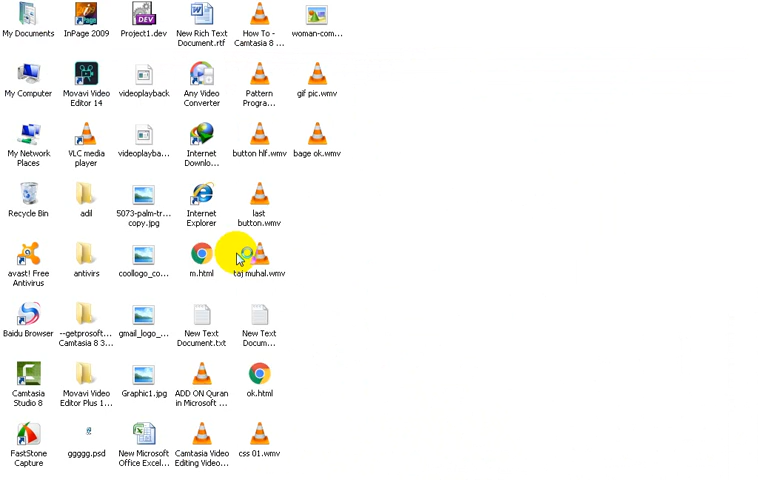 My Documents
InPage 2009
Project1.dev
New Rich Text
Document.rtf
How To -
Camtasia 8 ...
woman-com...
My Computer
Movavi Video
Editor 14
videoplayback
Any Video
Converter
Pattern
Progra...
gif pic.wmv
My Network
Places
VLC media
player
videoplayba...
Internet
Downlo...
button hlf.wmv
bage ok.wmv
Recycle Bin
adil
5073-palm-tr...
copy.jpg
Internet
Explorer
last
button.wmv
avast! Free
Antivirus
antivirs
coollogo_co...
m.html
taj muhal.wmv
Baidu Browser
--getprosoft...
Camtasia 8 3...
gmail_logo_...
New Text
Document.txt
New Text
Docum...
Camtasia
Studio 8
Movavi Video
Editor Plus 1...
Graphic1.jpg
ADD ON Quran
in Microsoft ...
ok.html
FastStone
Capture
ggggg.psd
New Microsoft
Office Excel...
Camtasia Video
Editing Video...
css 01.wmv